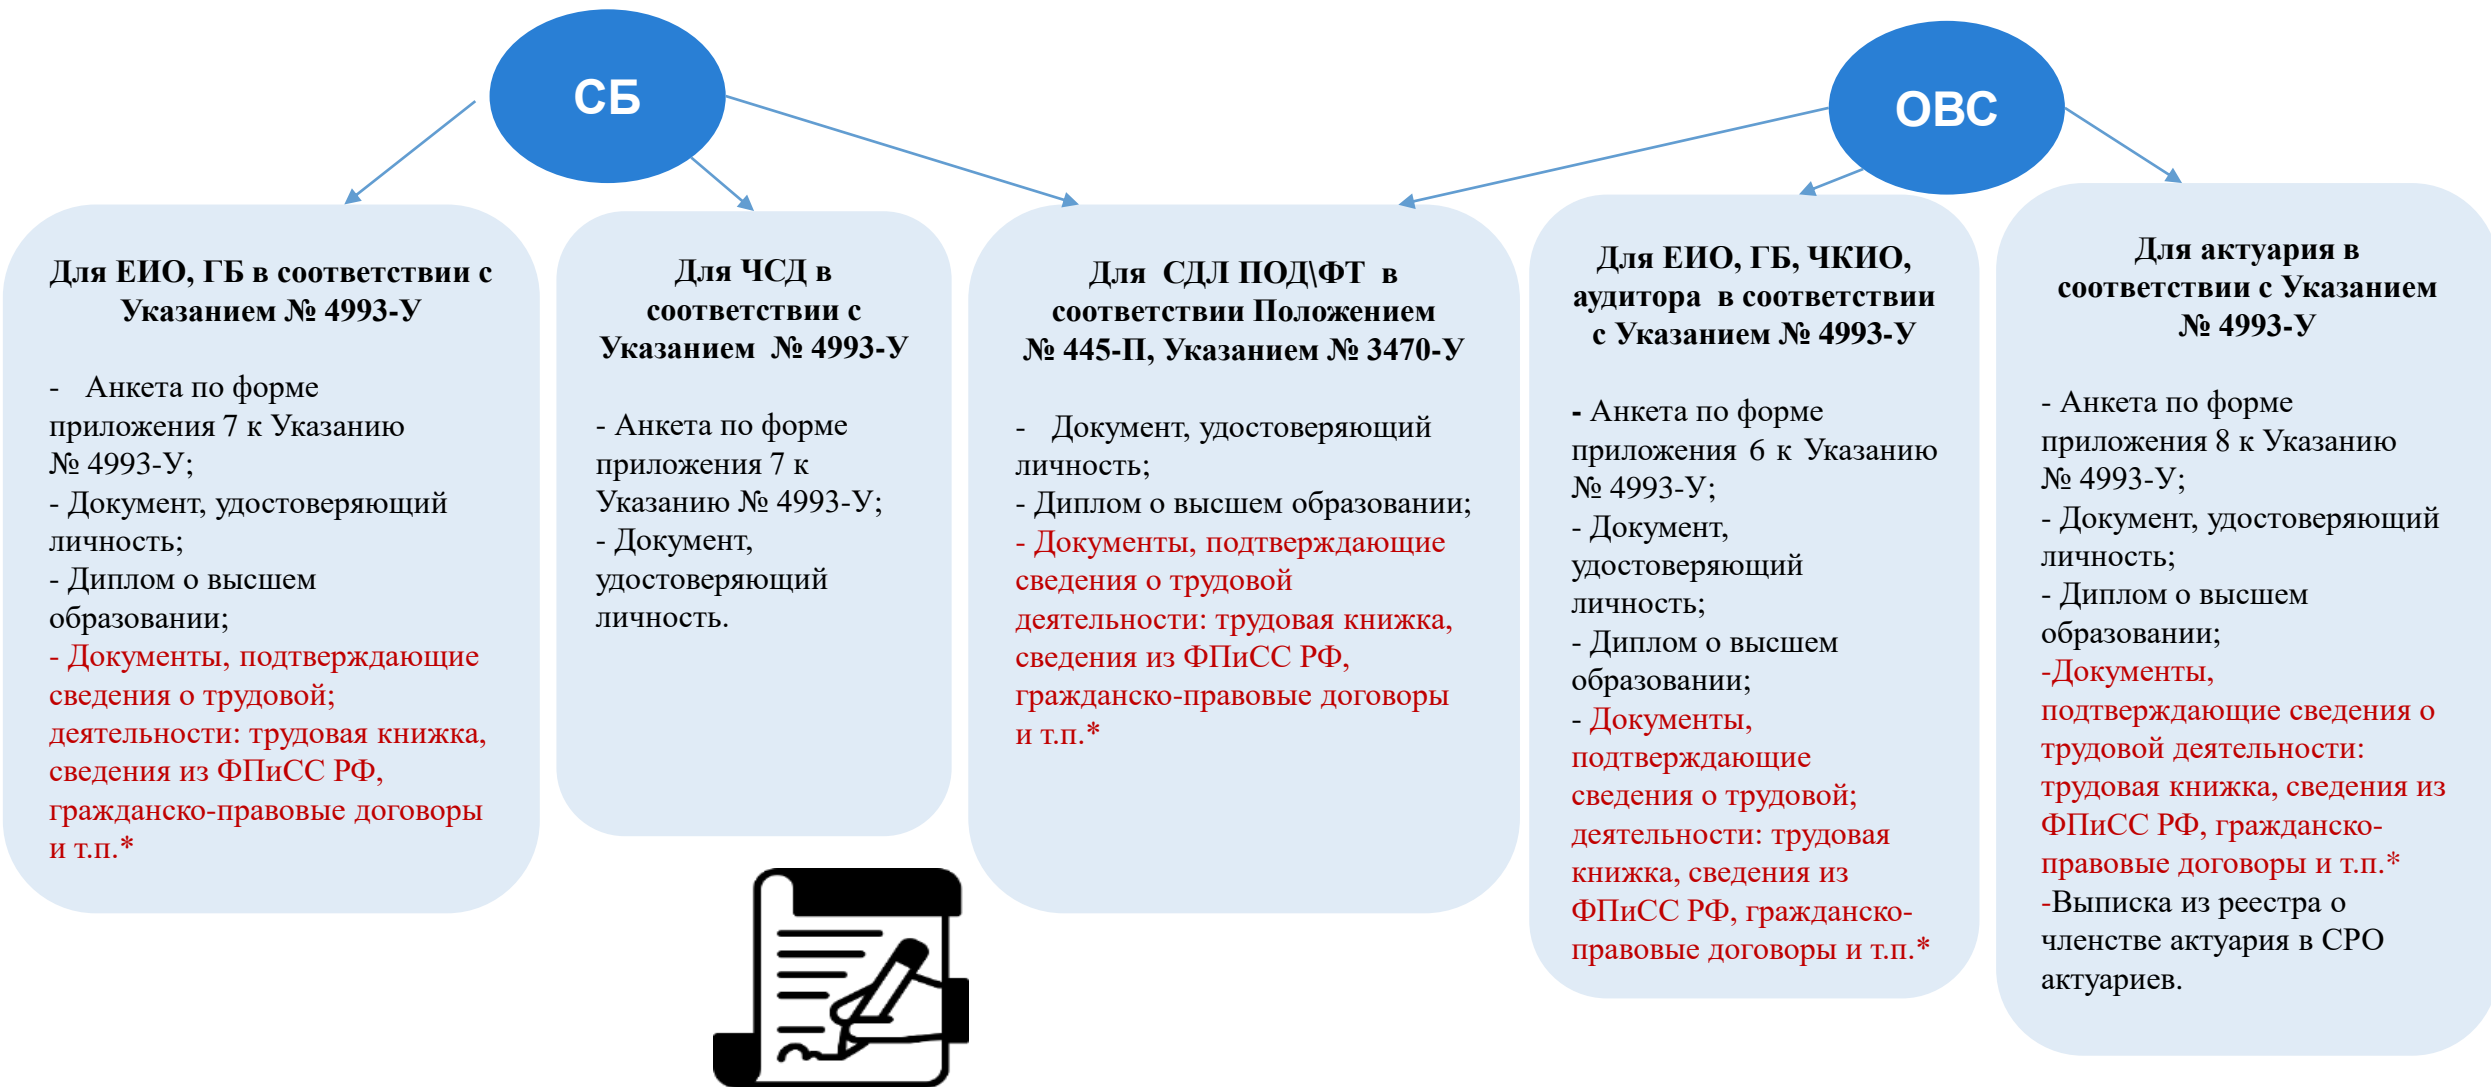 СБ
ОВС
Для ЕИО, ГБ в соответствии с
Указанием № 4993-У
- Анкета по форме
приложения 7 к Указанию
№ 4993-У;
- Документ, удостоверяющий
личность;
- Диплом о высшем
образовании;
- Документы, подтверждающие
сведения о трудовой;
деятельности: трудовая книжка,
сведения из ФПиСС РФ,
гражданско-правовые договоры
и т.п.*
Для ЧСД в
соответствии с
Указанием № 4993-У
- Анкета по форме
приложения 7 к
Указанию № 4993-У;
- Документ,
удостоверяющий
личность.
Для СДЛ ПОД\ФТ в
соответствии Положением
№ 445-П, Указанием № 3470-У
- Документ, удостоверяющий
личность;
- Диплом о высшем образовании;
- Документы, подтверждающие
сведения о трудовой
деятельности: трудовая книжка,
сведения из ФПиСС РФ,
гражданско-правовые договоры
и т.п.*
Для ЕИО, ГБ, ЧКИО,
аудитора в соответствии
с Указанием № 4993-У
- Анкета по форме
приложения 6 к Указанию
№ 4993-У;
- Документ,
удостоверяющий
личность;
- Диплом о высшем
образовании;
- Документы,
подтверждающие
сведения о трудовой;
деятельности: трудовая
книжка, сведения из
ФПиСС РФ, гражданско-
правовые договоры и т.п.*
Для актуария в
соответствии с Указанием
№ 4993-У
- Анкета по форме
приложения 8 к Указанию
№ 4993-У;
- Документ, удостоверяющий
личность;
- Диплом о высшем
образовании;
-Документы,
подтверждающие сведения о
трудовой деятельности:
трудовая книжка, сведения из
ФПиСС РФ, гражданско-
правовые договоры и т.п.*
-Выписка из реестра о
членстве актуария в СРО
актуариев.